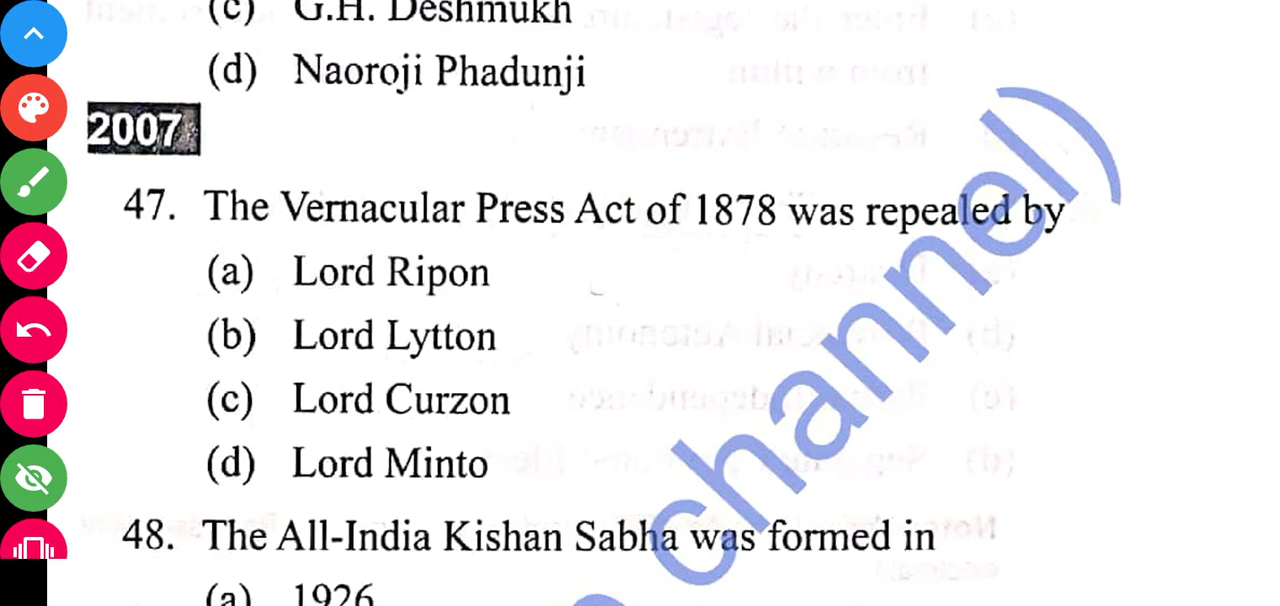 (c) G.H. Deshmukh
(d) Naoroji Phadunji
2007
47. The Vernacular Press Act of 1878 was repealed by
(a) Lord Ripon
(b) Lord Lytton
(c) Lord Curzon
(d) Lord Minto
48. The All-India Kishan Sabha was formed in
(a) 1926
channel)